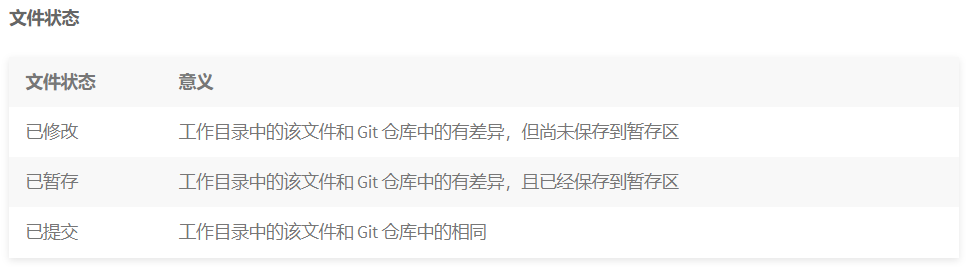 文件状态
文件状态 意义
已修改 工作目录中的该文件和 Git 仓库中的有差异，但尚未保存到暂存区
已暂存 工作目录中的该文件和 Git 仓库中的有差异，且已经保存到暂存区
已提交 工作目录中的该文件和 Git 仓库中的相同